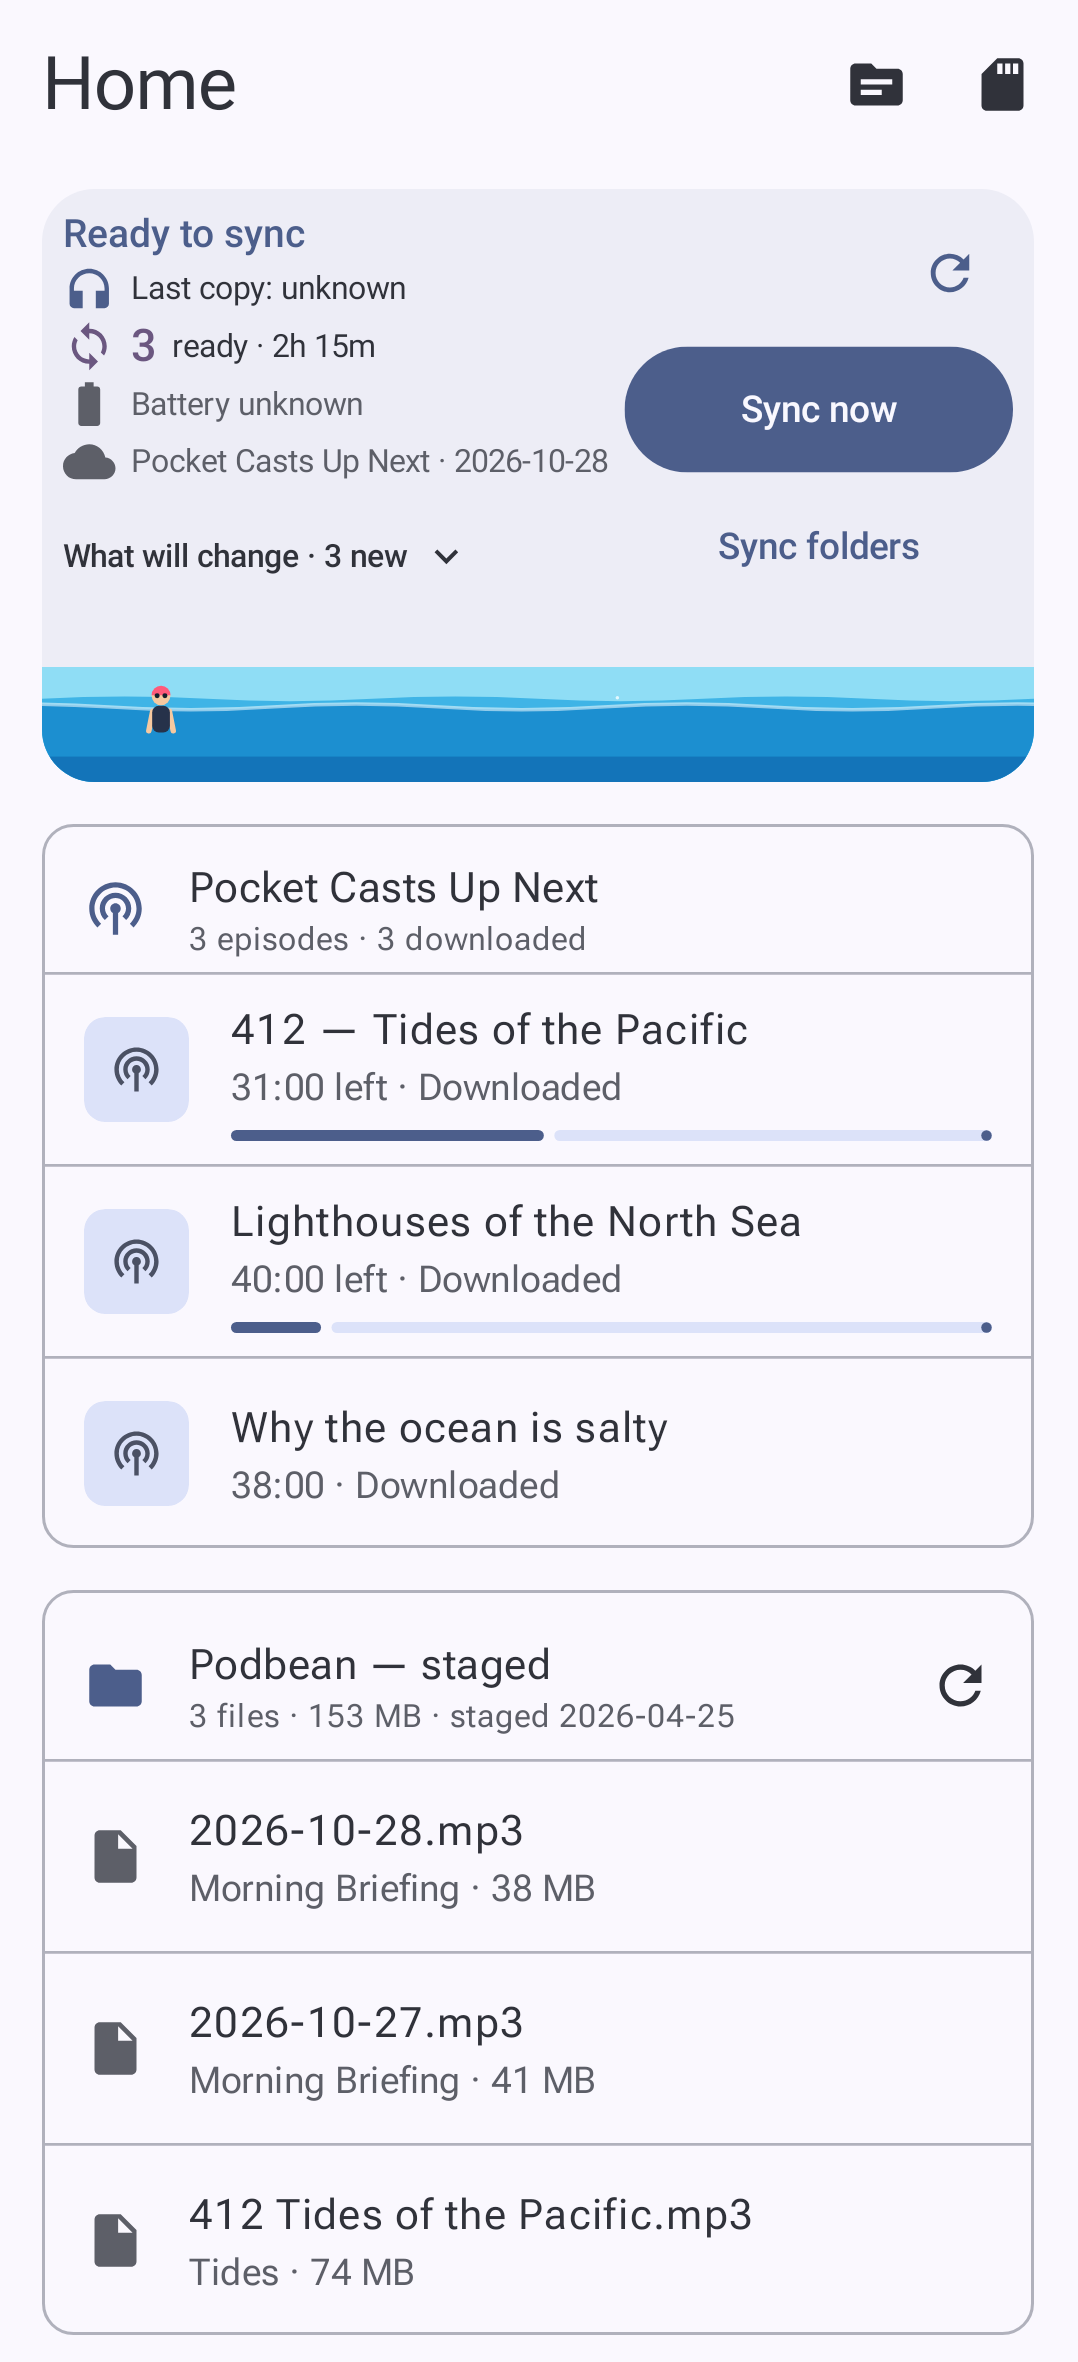 Home
Ready to sync
Last copy: unknown
3 ready · 2h 15m
Battery unknown
Sync now
Pocket Casts Up Next · 2026-10-28
What will change · 3 new
Sync folders
Pocket Casts Up Next
3 episodes · 3 downloaded
412 — Tides of the Pacific
31:00 left · Downloaded
Lighthouses of the North Sea
40:00 left · Downloaded
Why the ocean is salty
38:00 · Downloaded
Podbean — staged
3 files · 153 MB · staged 2026-04-25
2026-10-28.mp3
Morning Briefing · 38 MB
2026-10-27.mp3
Morning Briefing · 41 MB
412 Tides of the Pacific.mp3
Tides · 74 MB